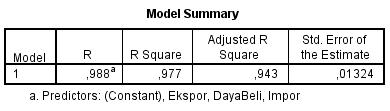 Model Summary
Model R R Square Adjusted R Square Std. Error of the Estimate
1 ,988a ,977 ,943 ,01324
a. Predictors: (Constant), Ekspor, DayaBeli, Impor